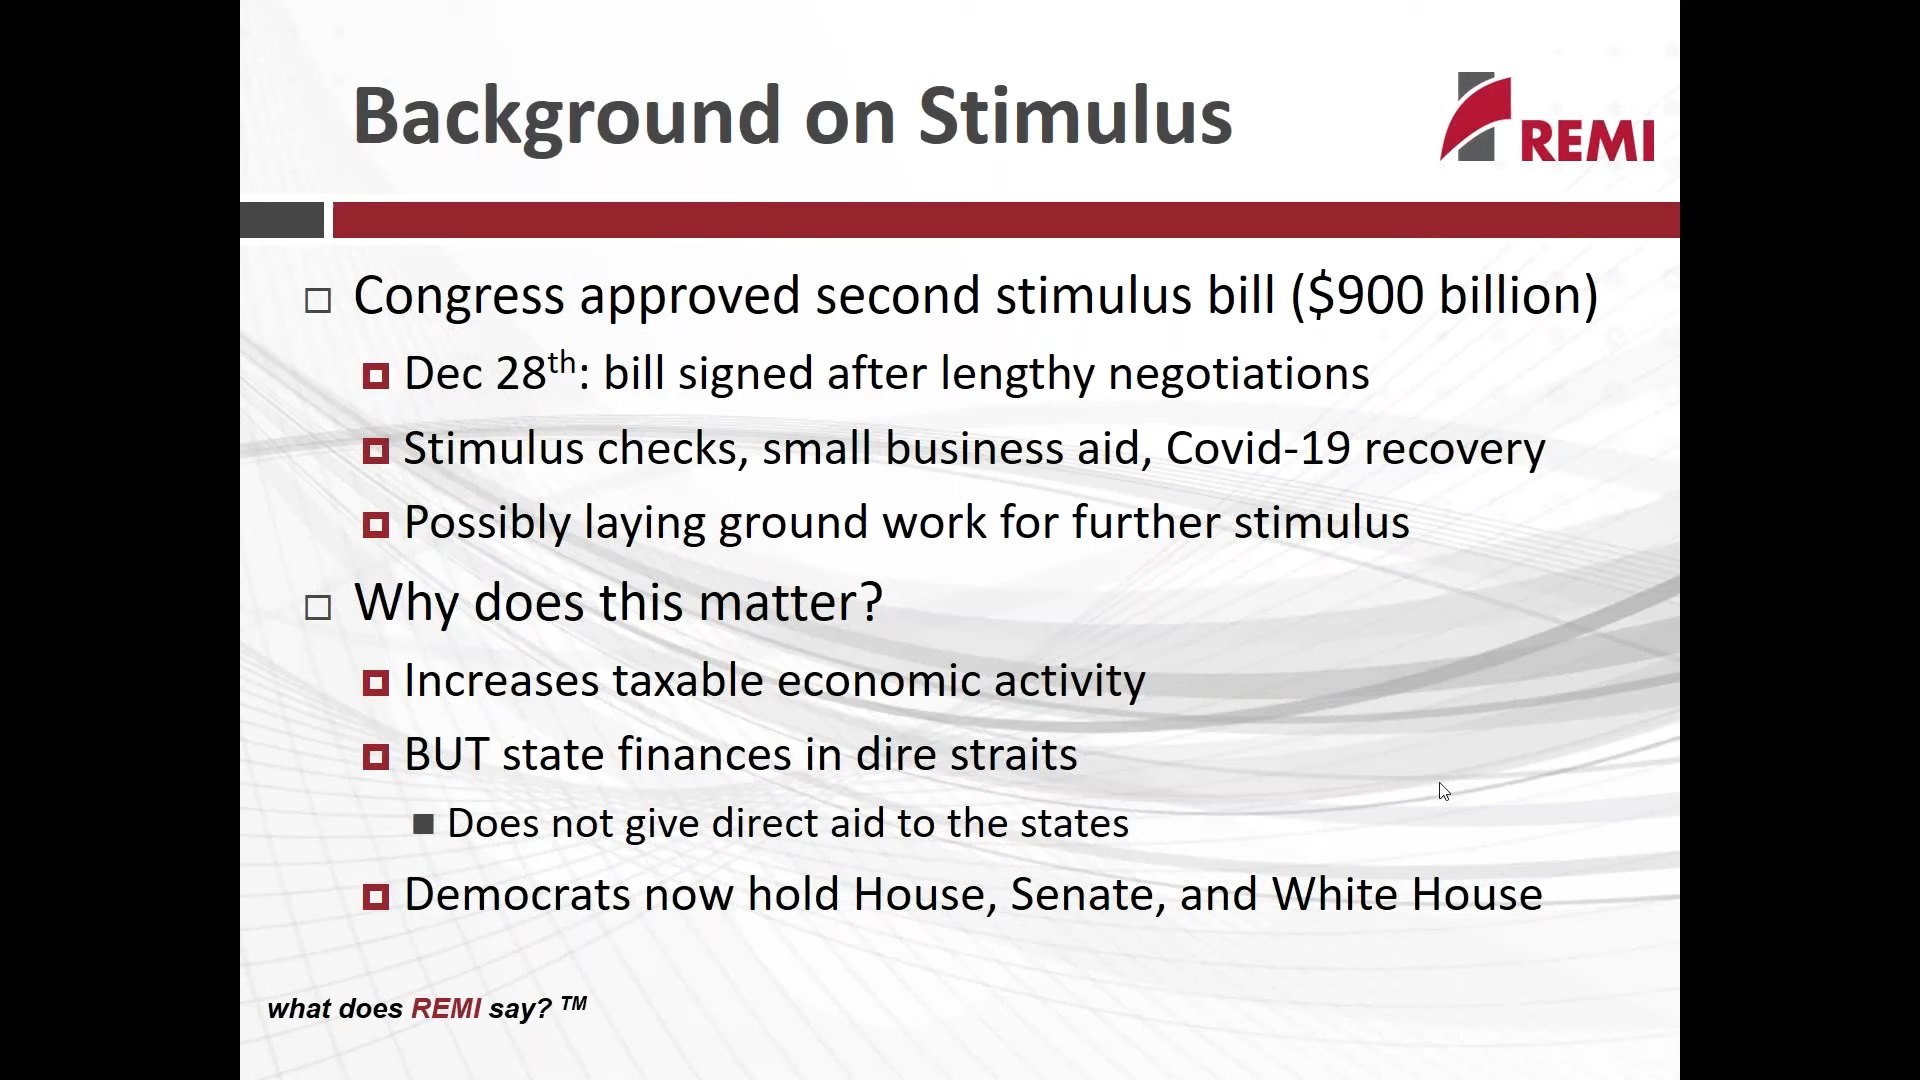 Background on Stimulus
REMI
Congress approved second stimulus bill ($900 billion)
Dec 28th: bill signed after lengthy negotiations
Stimulus checks, small business aid, Covid-19 recovery
Possibly laying ground work for further stimulus
Why does this matter?
Increases taxable economic activity
BUT state finances in dire straits
Does not give direct aid to the states
Democrats now hold House, Senate, and White House
what does REMI say? TM